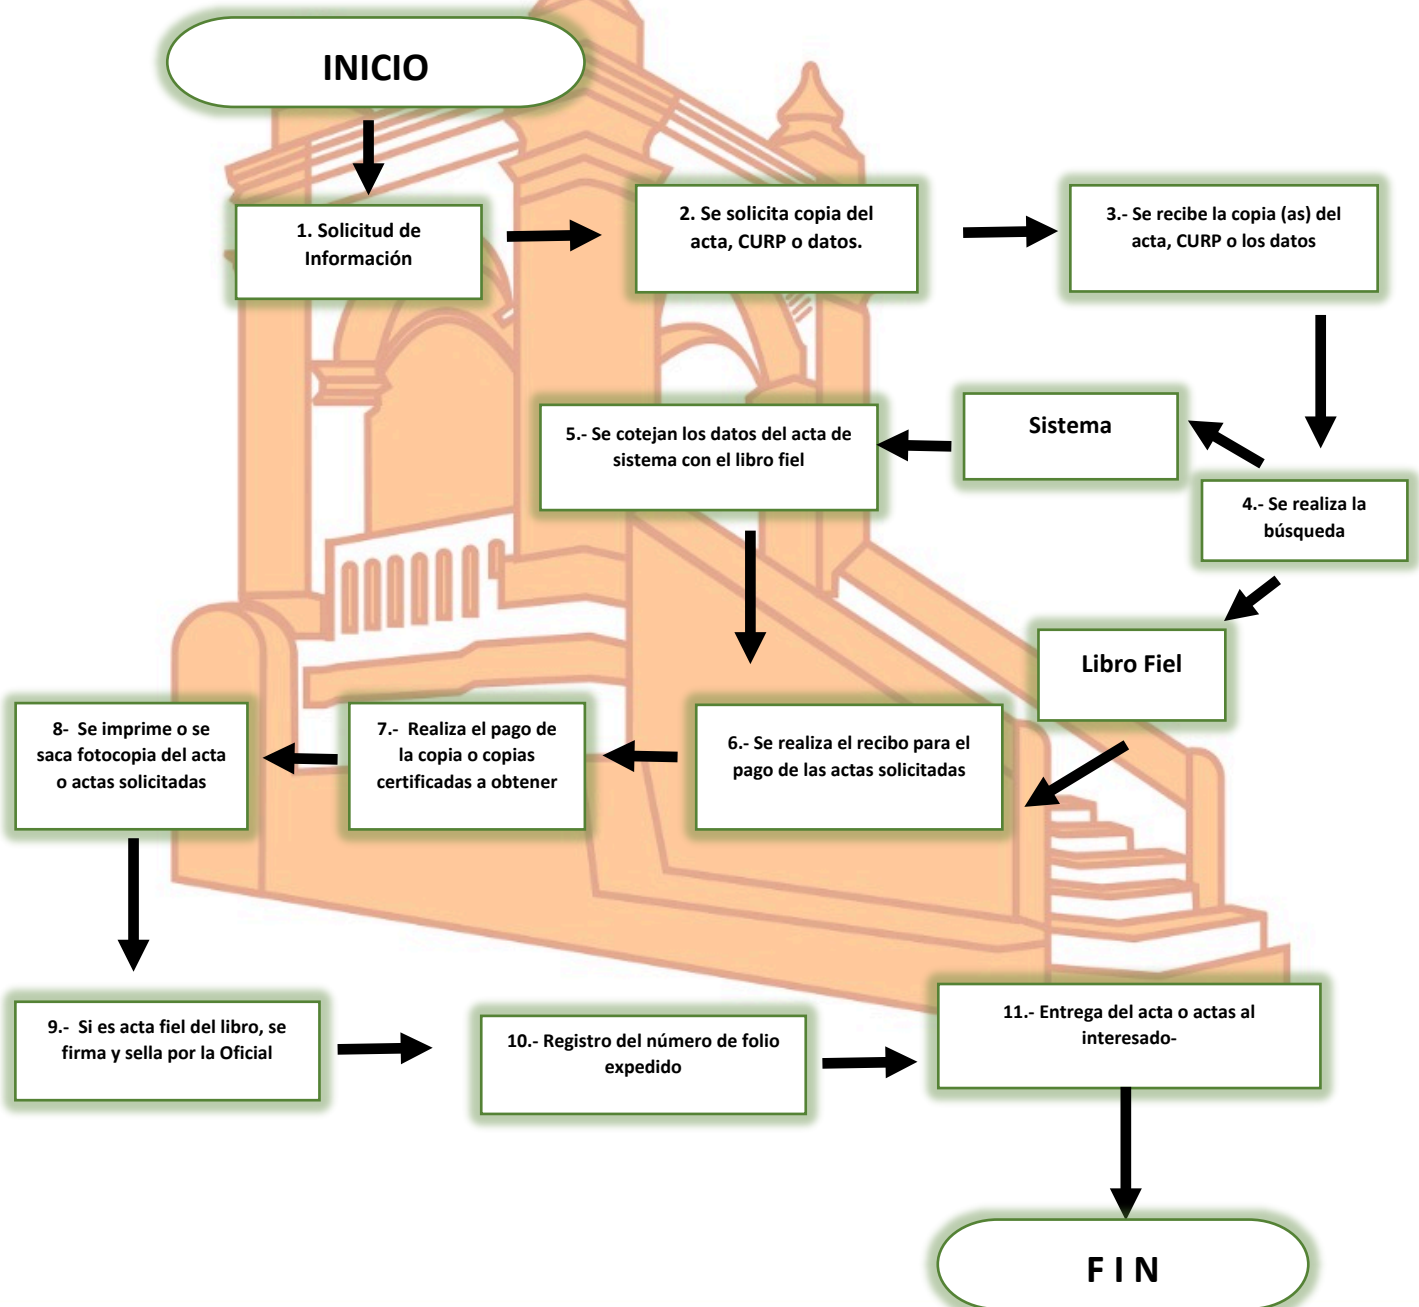 INICIO
1. Solicitud de
Información
2. Se solicita copia del
acta, CURP o datos.
3.- Se recibe la copia (as) del
acta, CURP o los datos
4.- Se realiza la
búsqueda
Sistema
5.- Se cotejan los datos del acta de
sistema con el libro fiel
Libro Fiel
6.- Se realiza el recibo para el
pago de las actas solicitadas
7.- Realiza el pago de
la copia o copias
certificadas a obtener
8- Se imprime o se
saca fotocopia del acta
o actas solicitadas
9.- Si es acta fiel del libro, se
firma y sella por la Oficial
10.- Registro del número de folio
expedido
11.- Entrega del acta o actas al
interesado-
F I N